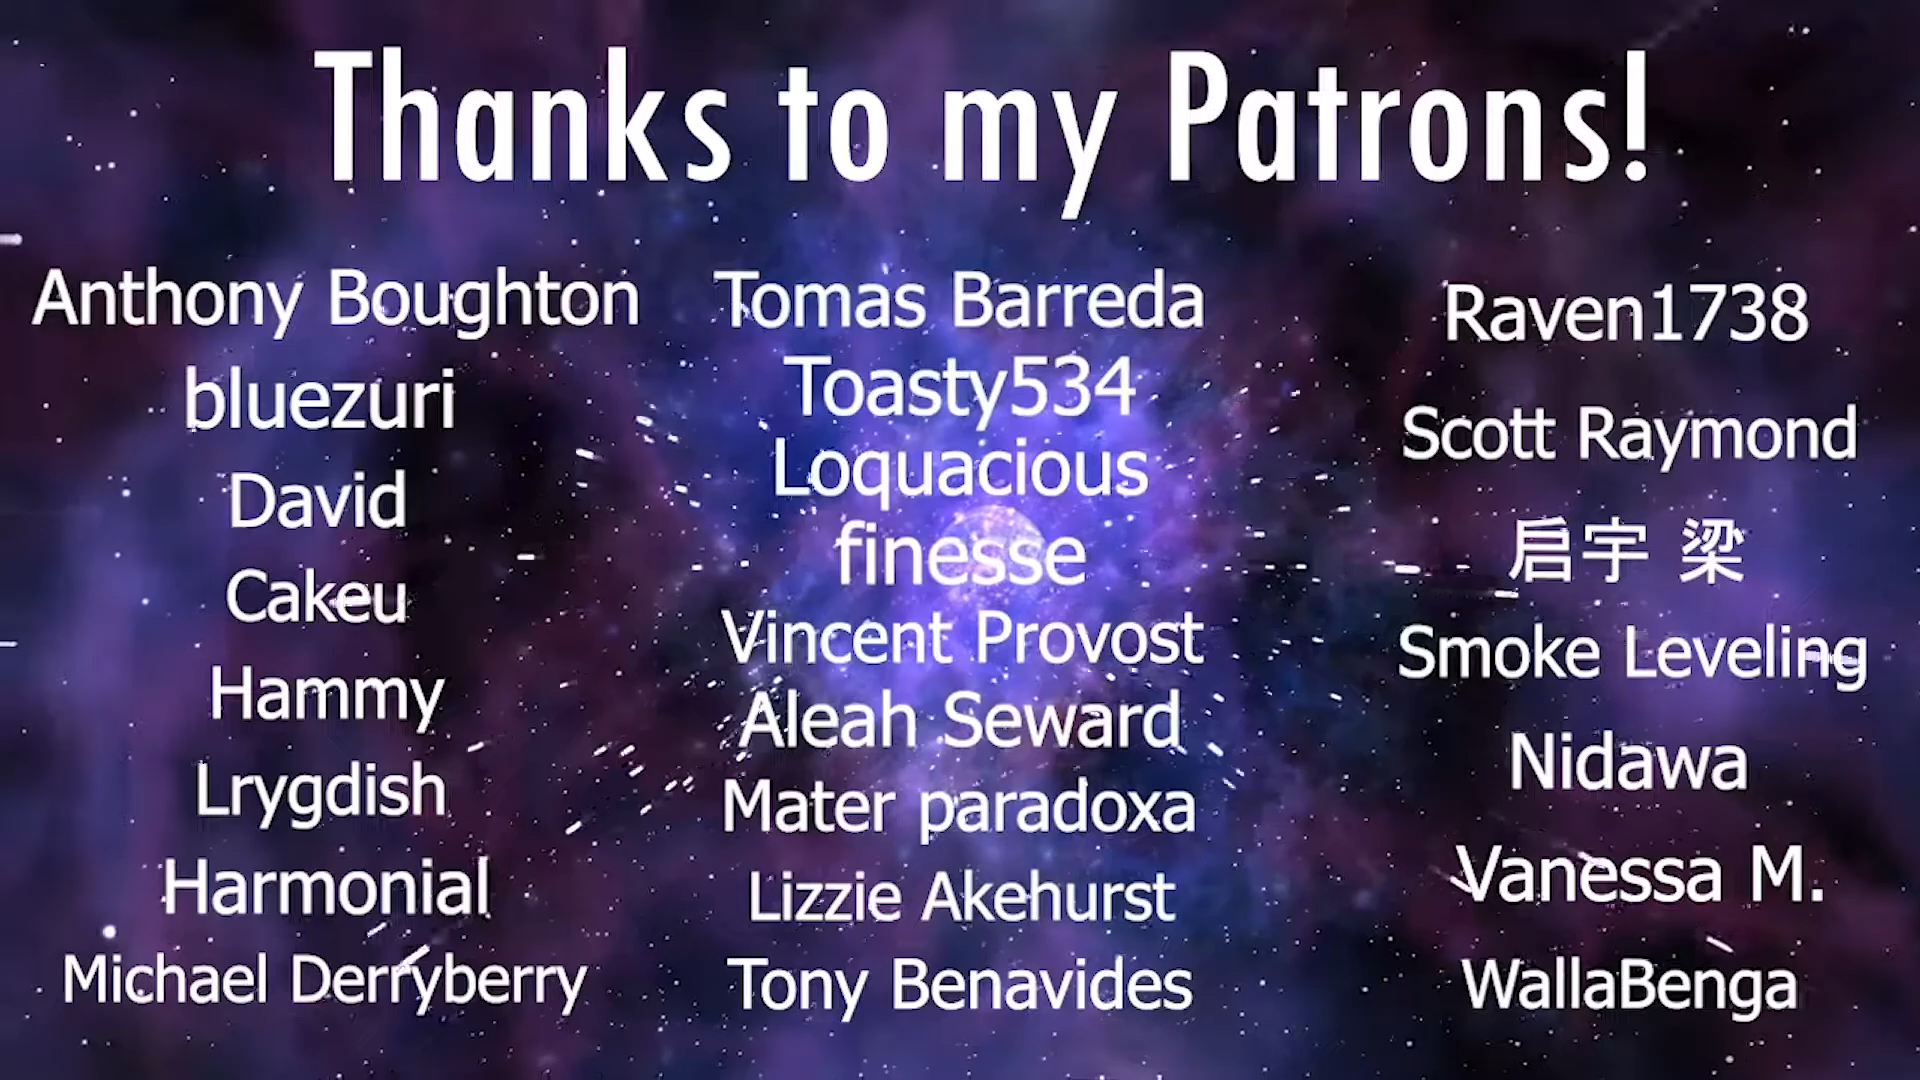 Thanks to my Patrons!
Anthony Boughton
bluezuri
David
Cakeu
Hammy
Lrygdish
Harmonial
Michael Derryberry
Tomas Barreda
Toasty534
Loquacious
finesse
Vincent Provost
Aleah Seward
Mater paradoxa
Lizzie Akehurst
Tony Benavides
Raven1738
Scott Raymond
启宇 梁
Smoke Leveling
Nidawa
Vanessa M.
WallaBenga